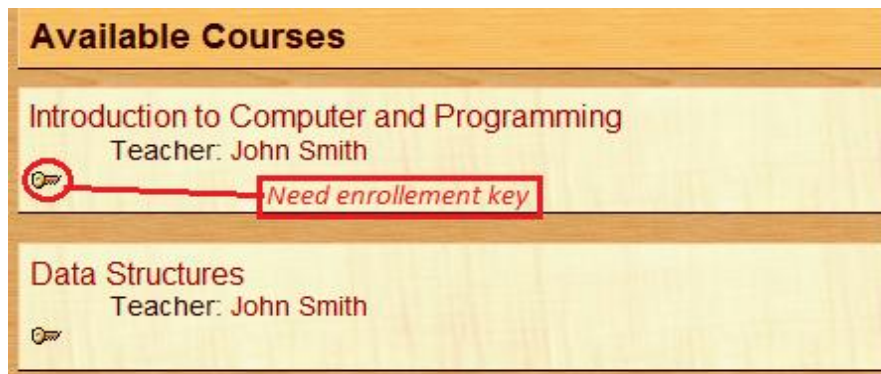 Available Courses
Introduction to Computer and Programming
Teacher: John Smith
Need enrollement key
Data Structures
Teacher: John Smith